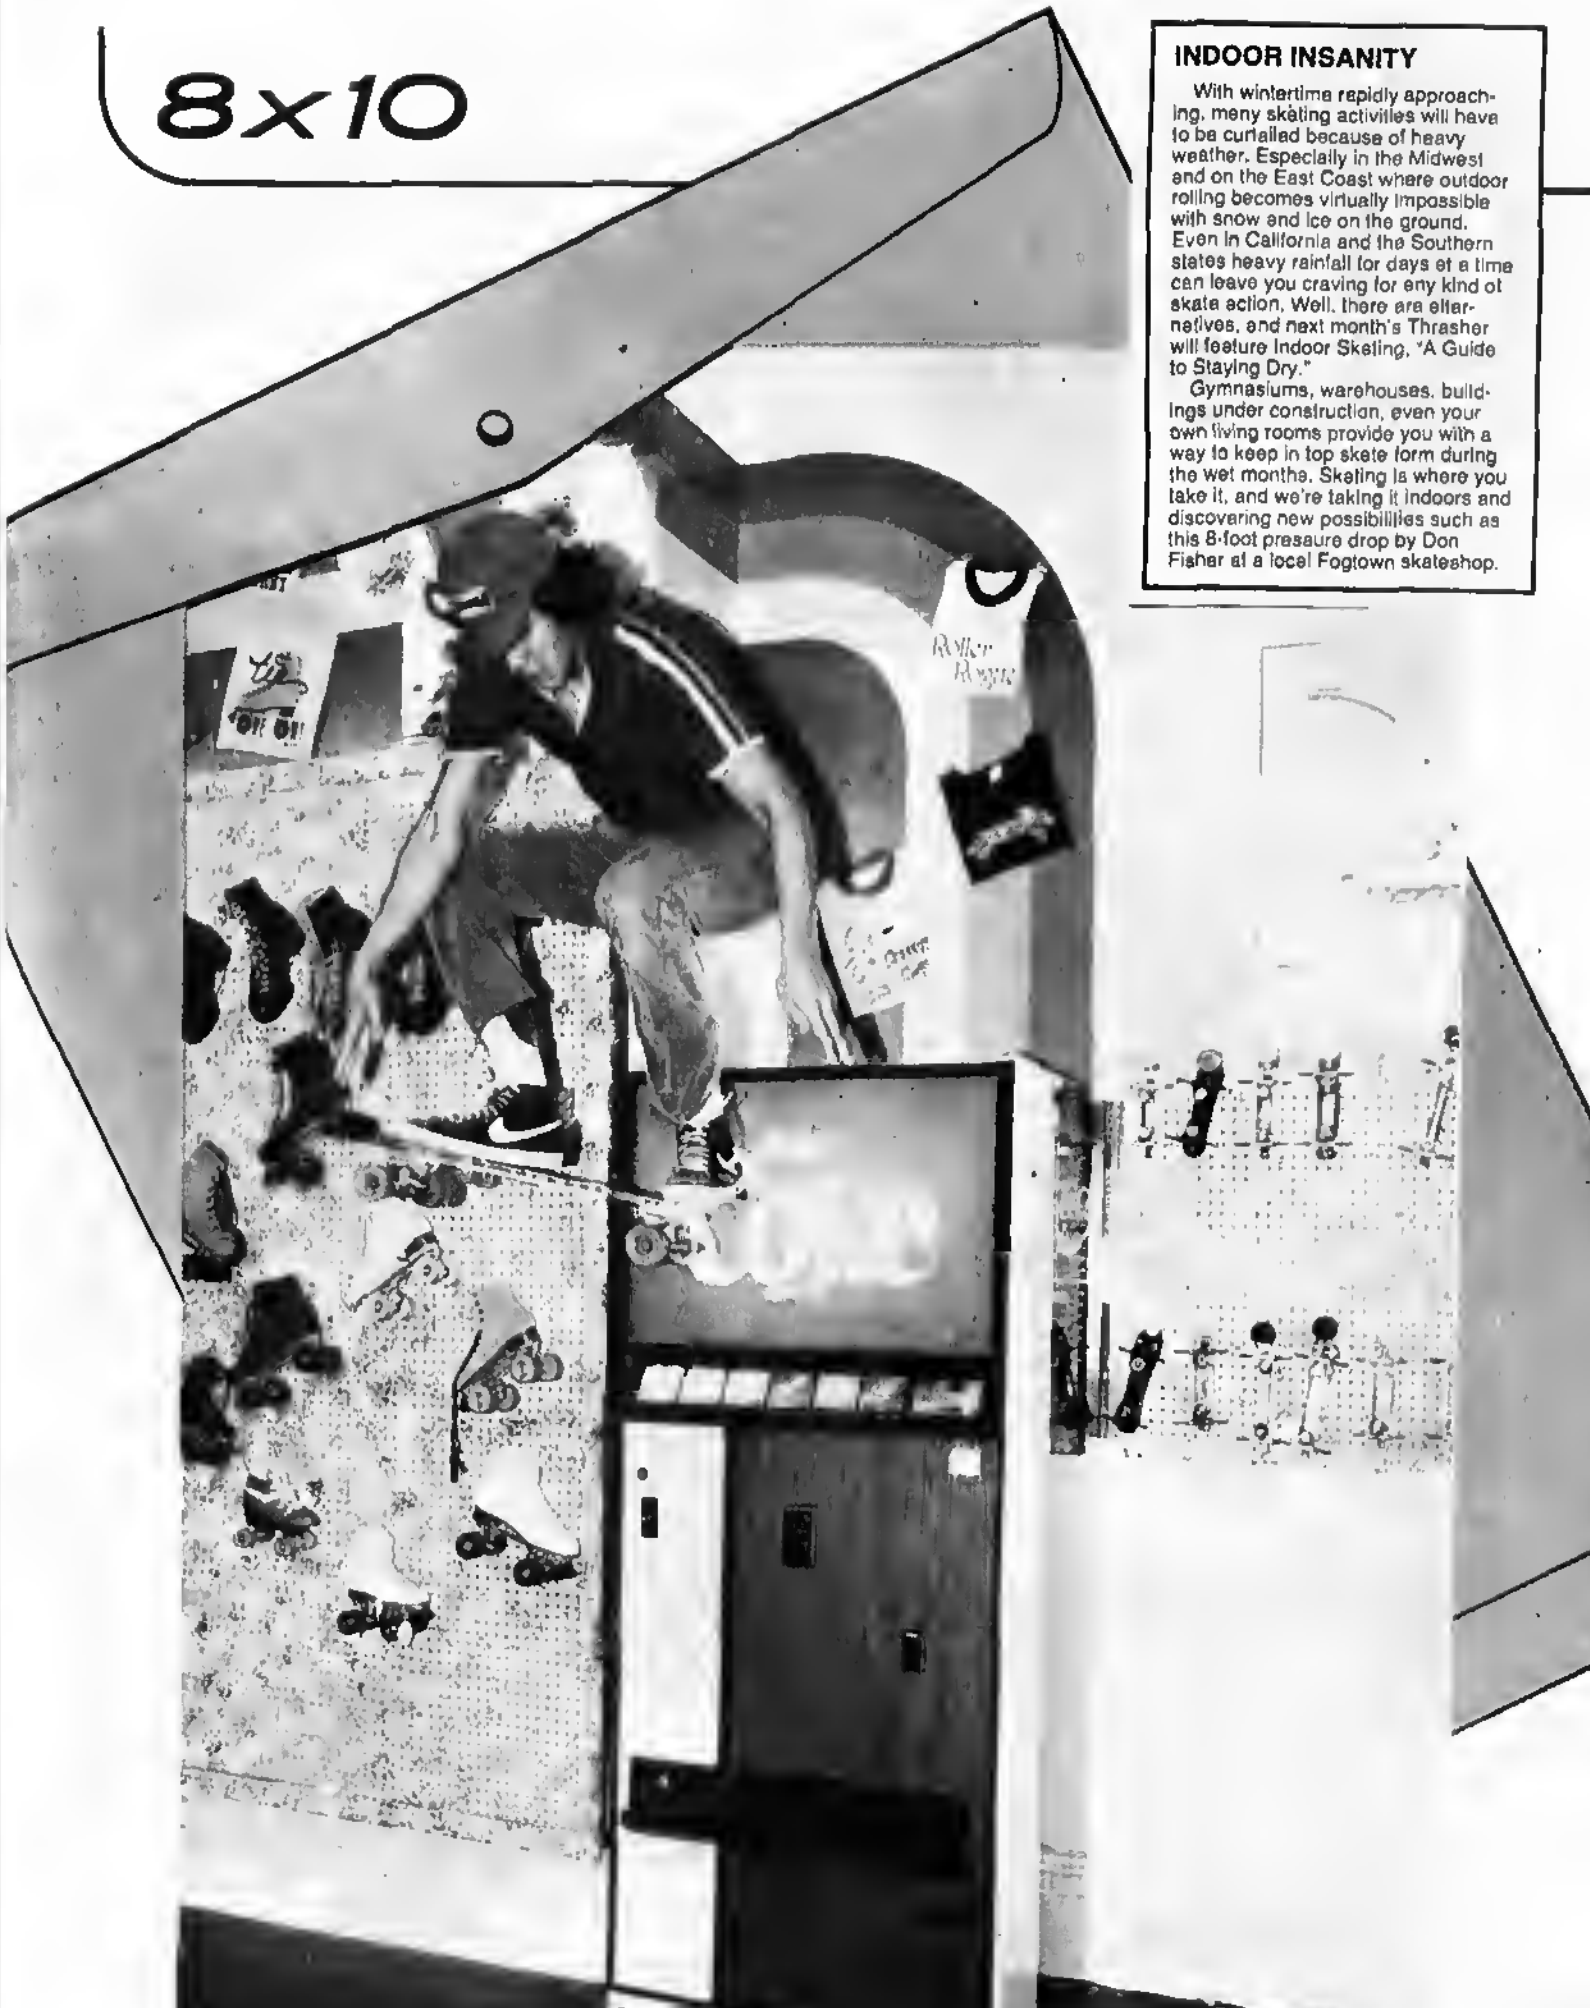 8x10
INDOOR INSANITY
With wintertime rapidly approach-
ing, many skating activities will have
to be curtailed because of heavy
weather. Especially in the Midwest
and on the East Coast where outdoor
rolling becomes virtually impossible
with snow and ice on the ground.
Even in California and the Southern
states heavy rainfall for days at a time
can leave you craving for any kind of
skate action. Well, there are alter-
natives, and next month's Thrasher
will feature Indoor Skating, "A Guide
to Staying Dry."
Gymnasiums, warehouses, build-
ings under construction, even your
own living rooms provide you with a
way to keep in top skate form during
the wet months. Skating is where you
take it, and we're taking it indoors and
discovering new possibilities such as
this 8-foot pressure drop by Don
Fisher at a local Fogtown skateshop.
Roller